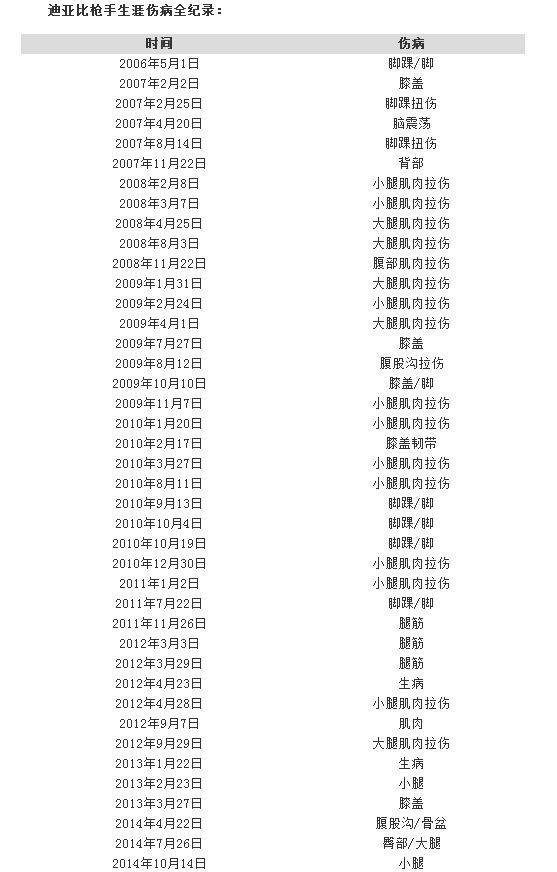 迪亚比枪手生涯伤病全纪录：
时间 伤病
2006年5月1日 脚踝/脚
2007年2月2日 膝盖
2007年2月25日 脚踝扭伤
2007年4月20日 脑震荡
2007年8月14日 脚踝扭伤
2007年11月22日 背部
2008年2月8日 小腿肌肉拉伤
2008年3月7日 小腿肌肉拉伤
2008年4月25日 大腿肌肉拉伤
2008年8月3日 大腿肌肉拉伤
2008年11月22日 腹部肌肉拉伤
2009年1月31日 大腿肌肉拉伤
2009年2月24日 小腿肌肉拉伤
2009年4月1日 大腿肌肉拉伤
2009年7月27日 膝盖
2009年8月12日 腹股沟拉伤
2009年10月10日 膝盖/脚
2009年11月7日 小腿肌肉拉伤
2010年1月20日 小腿肌肉拉伤
2010年2月17日 膝盖韧带
2010年3月27日 小腿肌肉拉伤
2010年8月11日 小腿肌肉拉伤
2010年9月13日 脚踝/脚
2010年10月4日 脚踝/脚
2010年10月19日 脚踝/脚
2010年12月30日 小腿肌肉拉伤
2011年1月2日 小腿肌肉拉伤
2011年7月22日 脚踝/脚
2011年11月26日 腿筋
2012年3月3日 腿筋
2012年3月29日 腿筋
2012年4月23日 生病
2012年4月28日 小腿肌肉拉伤
2012年9月7日 肌肉
2012年9月29日 大腿肌肉拉伤
2013年1月22日 生病
2013年2月23日 小腿
2013年3月27日 膝盖
2014年4月22日 腹股沟/骨盆
2014年7月26日 臀部/大腿
2014年10月14日 小腿